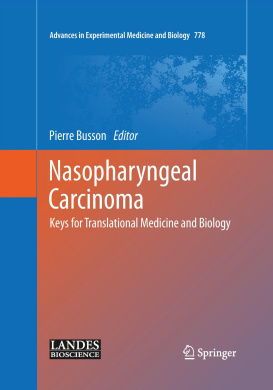 Advances in Experimental Medicine and Biology 778
Pierre Busson Editor
Nasopharyngeal
Carcinoma
Keys for Translational Medicine and Biology
LANDES
BIOSCIENCE
Springer